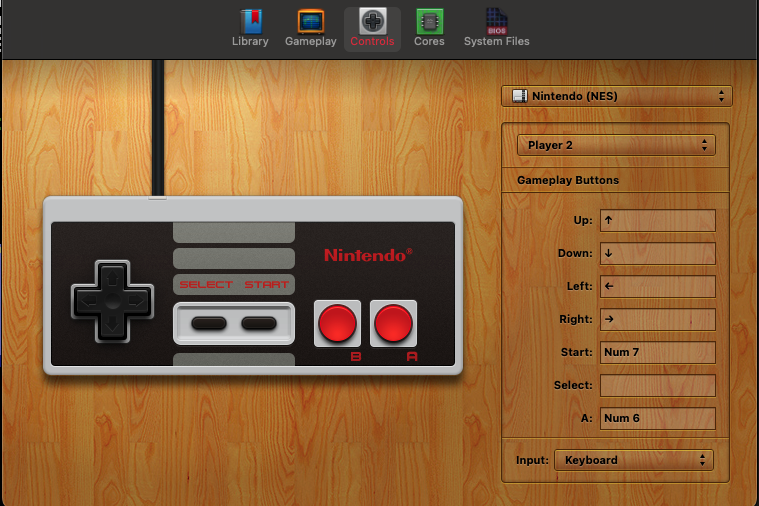 Library Gameplay Controls Cores System Files
BIOS
Nintendo (NES)
Player 2
Gameplay Buttons
Up: ↑
Down: ↓
Left: ←
Right: →
Start: Num 7
Select:
A: Num 6
Input: Keyboard
Nintendo®
SELECT START
B A